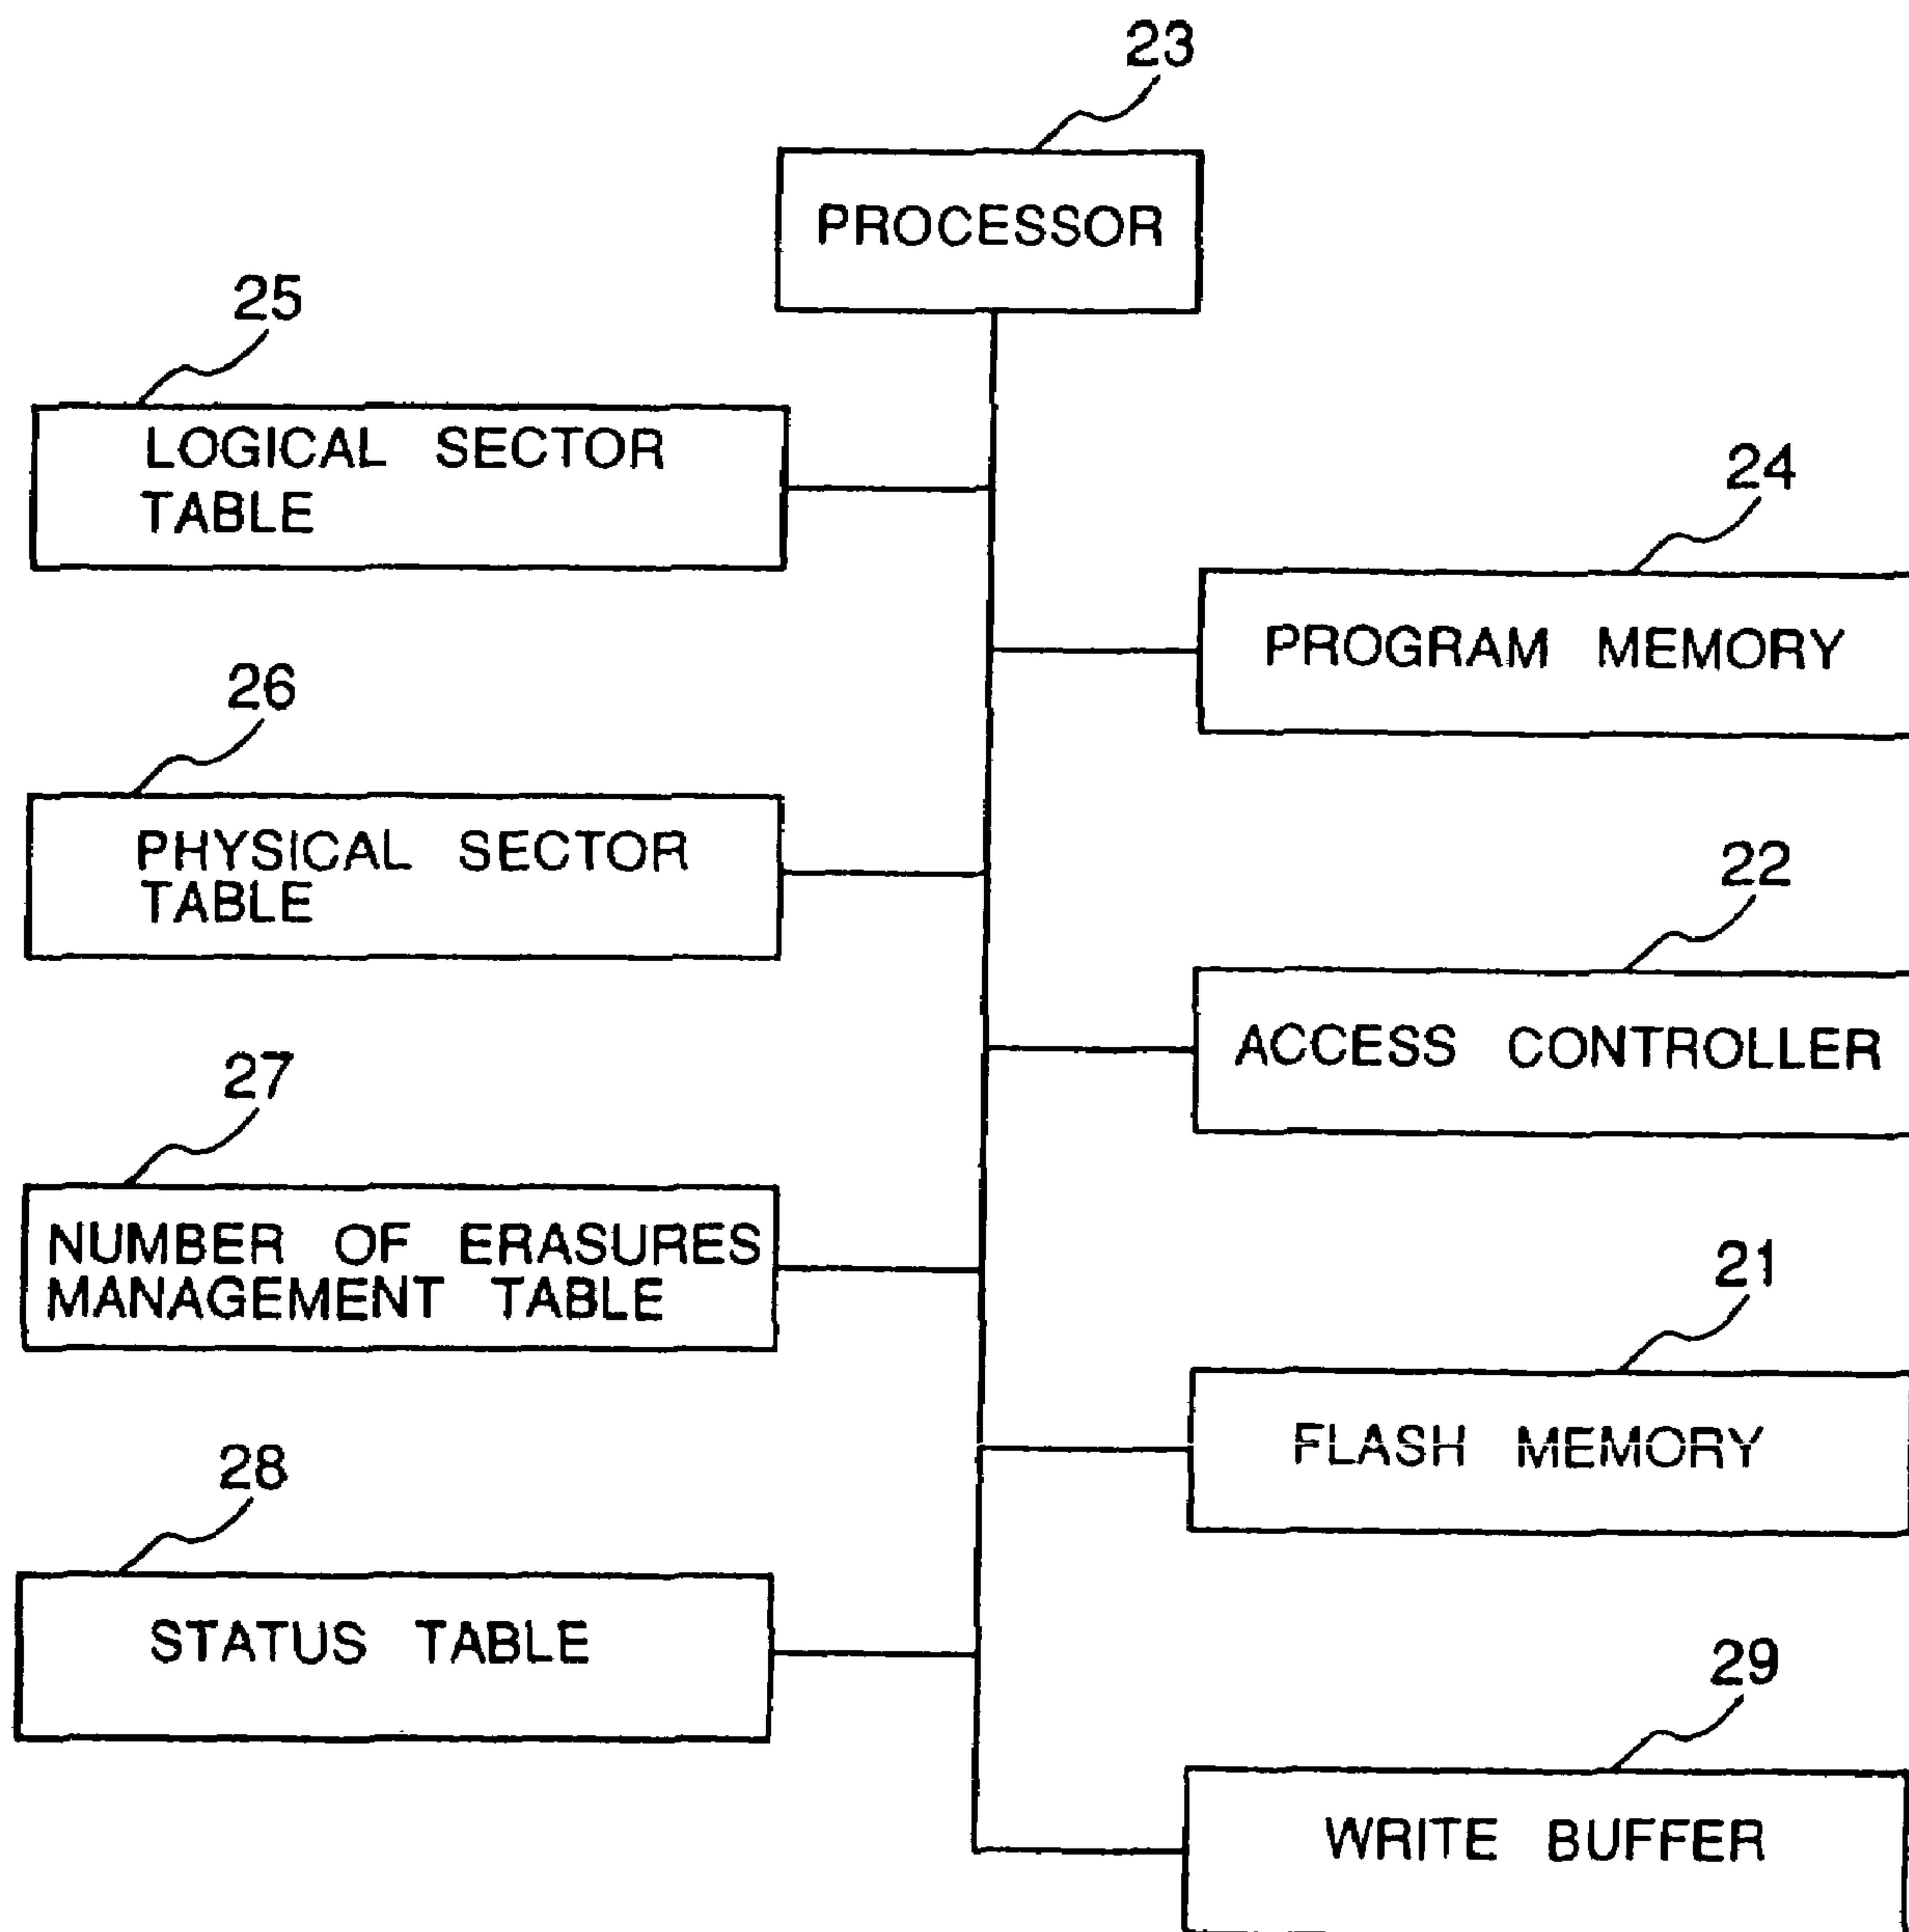 23
PROCESSOR
25
LOGICAL SECTOR
TABLE
24
PROGRAM MEMORY
26
PHYSICAL SECTOR
TABLE
22
ACCESS CONTROLLER
27
NUMBER OF ERASURES
MANAGEMENT TABLE
21
FLASH MEMORY
28
STATUS TABLE
29
WRITE BUFFER